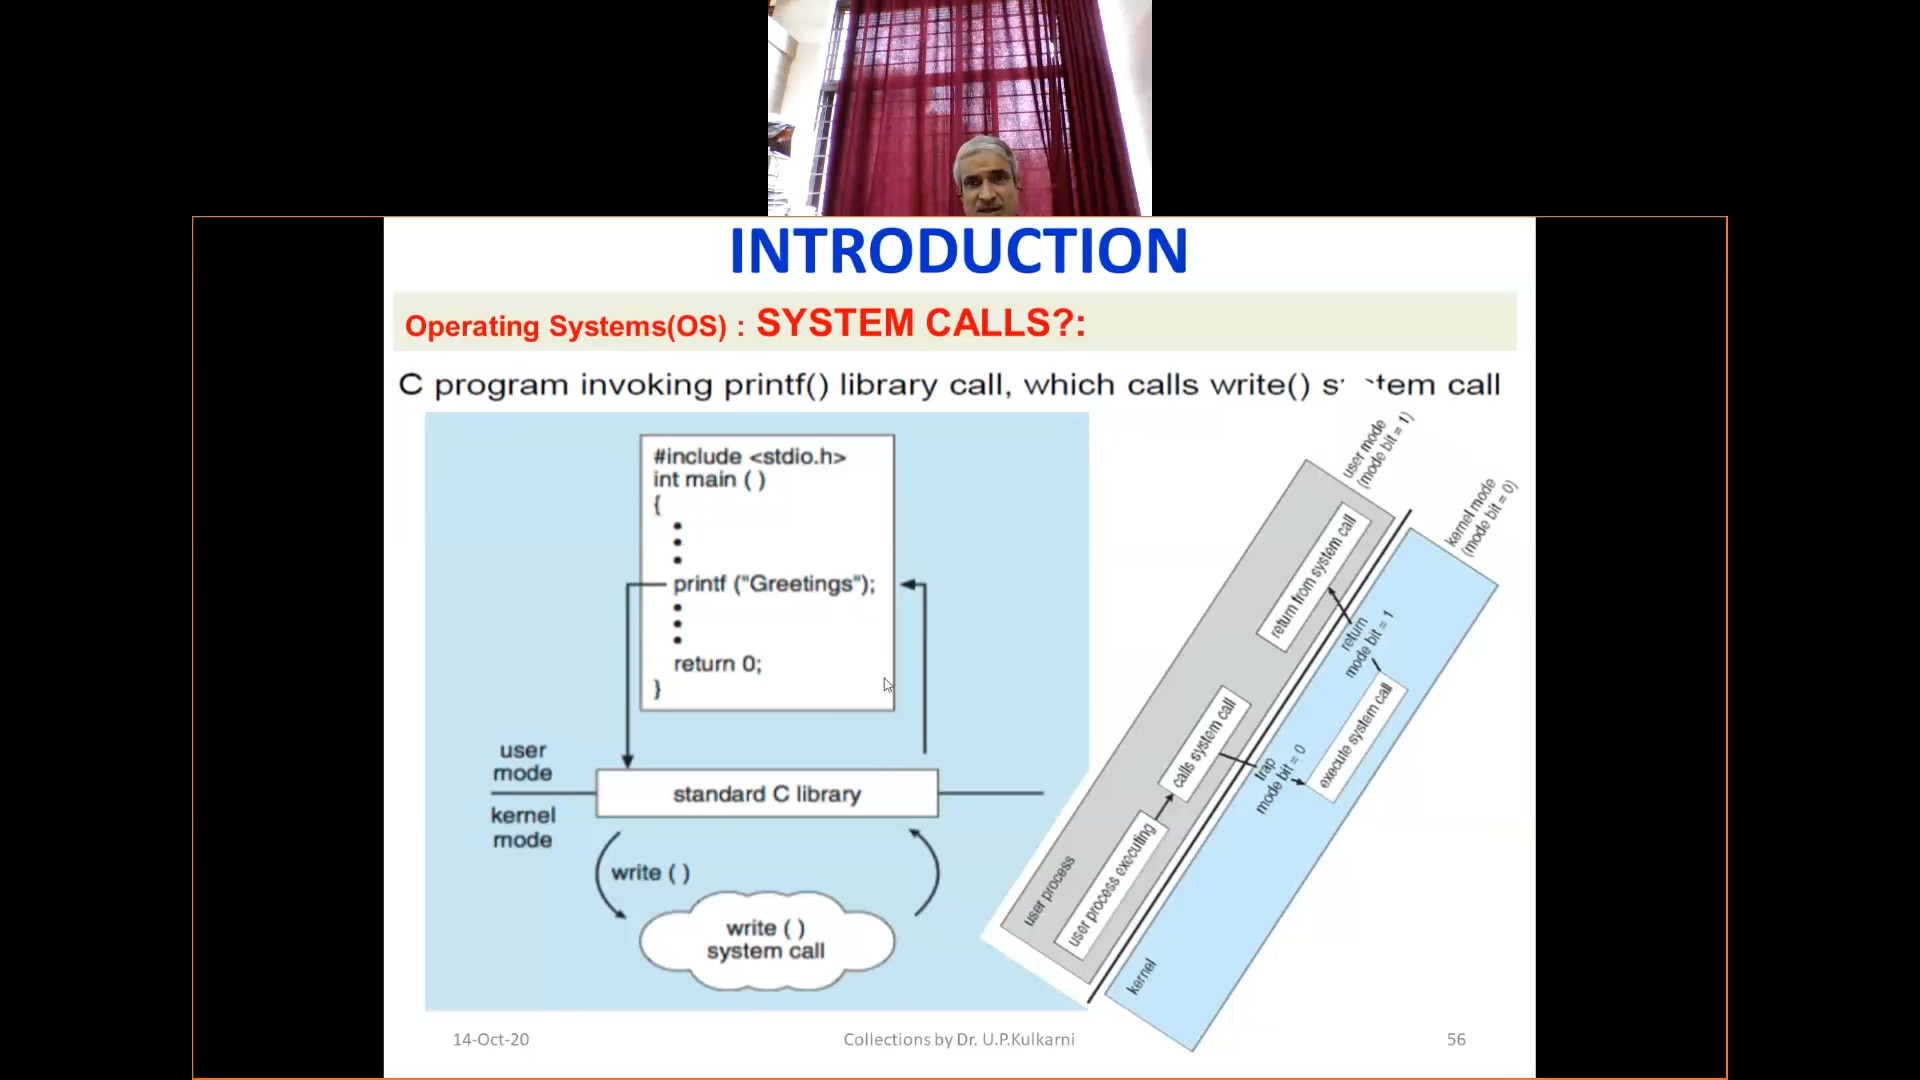 INTRODUCTION
Operating Systems(OS) : SYSTEM CALLS?:
C program invoking printf() library call, which calls write() s tem call
#include <stdio.h>
int main ( )
{
printf ("Greetings");
return 0;
}
user
mode
standard C library
kernel
mode
write ( )
write ( )
system call
user mode
(mode bit = 1)
kernel mode
(mode bit = 0)
return from system call
return
mode bit = 1
calls system call
execute system call
trap
mode bit = 0
user process executing
user process
kernel
14-Oct-20
Collections by Dr. U.P.Kulkarni
56